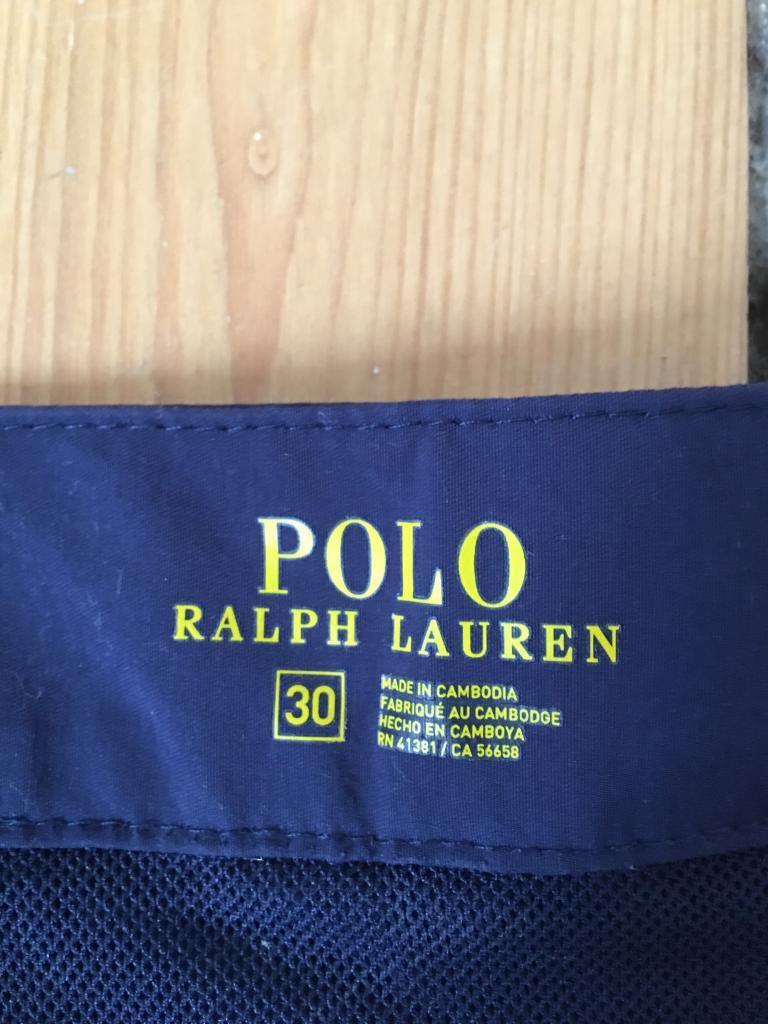 POLO
RALPH LAUREN
30
MADE IN CAMBODIA
FABRIQUÉ AU CAMBODGE
HECHO EN CAMBOYA
RN 41381 / CA 56658